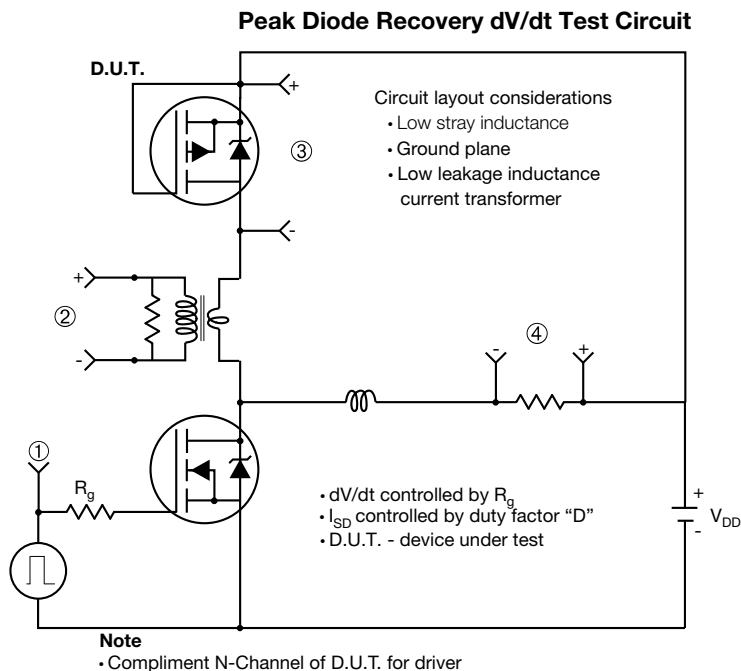 Peak Diode Recovery dV/dt Test Circuit
D.U.T.
+
Circuit layout considerations
• Low stray inductance
③
• Ground plane
• Low leakage inductance
current transformer
-
+
②
-
④
-
+
①
Rg
• dV/dt controlled by Rg
• ISD controlled by duty factor “D”
• D.U.T. - device under test
+
VDD
-
Note
• Compliment N-Channel of D.U.T. for driver